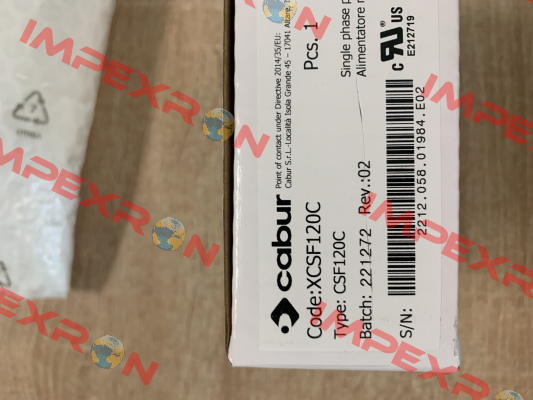 cabur
Point of contact under Directive 2014/35/EU:
Cabur S.r.L.-Località Isola Grande 45 - 17041 Altare,
Code:XCSF120C
Pcs. 1
Type: CSF120C
Single phase
Alimentatore
Batch: 221272 Rev.:02
c UR US
®
E212719
S/N:
2212.058.01984.E02
IMPEXRON
IMPEXRON
IMPEXRON
IMPEXRON
IMPEXRON